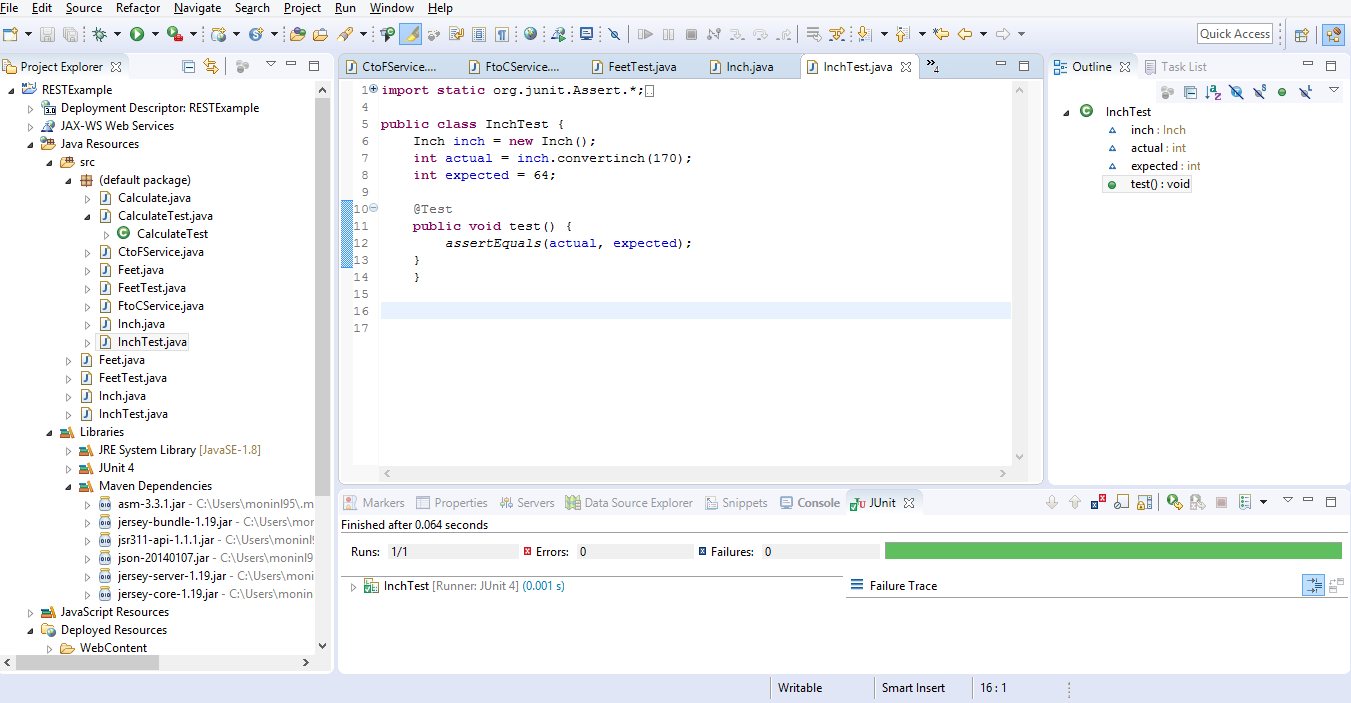 File Edit Source Refactor Navigate Search Project Run Window Help
Quick Access
Project Explorer
RESTExample
Deployment Descriptor: RESTExample
JAX-WS Web Services
Java Resources
src
(default package)
Calculate.java
CalculateTest.java
CalculateTest
CtoFService.java
Feet.java
FeetTest.java
FtoCService.java
Inch.java
InchTest.java
Feet.java
FeetTest.java
Inch.java
InchTest.java
Libraries
JRE System Library [JavaSE-1.8]
JUnit 4
Maven Dependencies
asm-3.3.1.jar - C:\Users\moninl95\.m
jersey-bundle-1.19.jar - C:\Users\mor
jsr311-api-1.1.1.jar - C:\Users\moninl
json-20140107.jar - C:\Users\moninl9
jersey-server-1.19.jar - C:\Users\monir
jersey-core-1.19.jar - C:\Users\monin
JavaScript Resources
Deployed Resources
WebContent
CtoFService.... FtoCService.... FeetTest.java Inch.java InchTest.java »4
1 import static org.junit.Assert.*;
4
5 public class InchTest {
6 Inch inch = new Inch();
7 int actual = inch.convertinch(170);
8 int expected = 64;
9
10 @Test
11 public void test() {
12 assertEquals(actual, expected);
13 }
14 }
15
16
17
Outline Task List
InchTest
inch : Inch
actual : int
expected : int
test() : void
Markers Properties Servers Data Source Explorer Snippets Console JUnit
Finished after 0.064 seconds
Runs: 1/1 Errors: 0 Failures: 0
InchTest [Runner: JUnit 4] (0.001 s)
Failure Trace
Writable Smart Insert 16 : 1